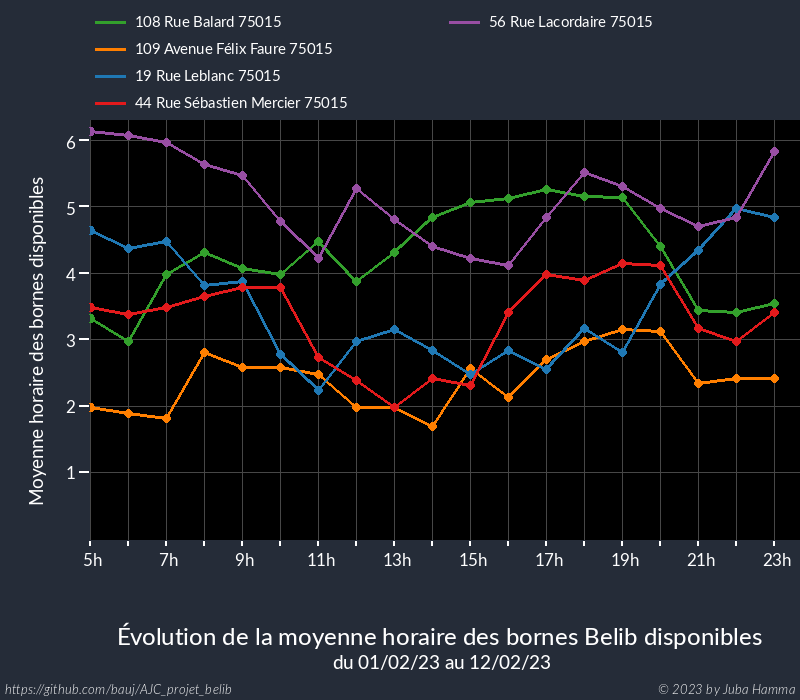 108 Rue Balard 75015
109 Avenue Félix Faure 75015
19 Rue Leblanc 75015
44 Rue Sébastien Mercier 75015
56 Rue Lacordaire 75015
Moyenne horaire des bornes disponibles
6
5
4
3
2
1
5h 7h 9h 11h 13h 15h 17h 19h 21h 23h
Évolution de la moyenne horaire des bornes Belib disponibles
du 01/02/23 au 12/02/23
https://github.com/bauj/AJC_projet_belib
© 2023 by Juba Hamma